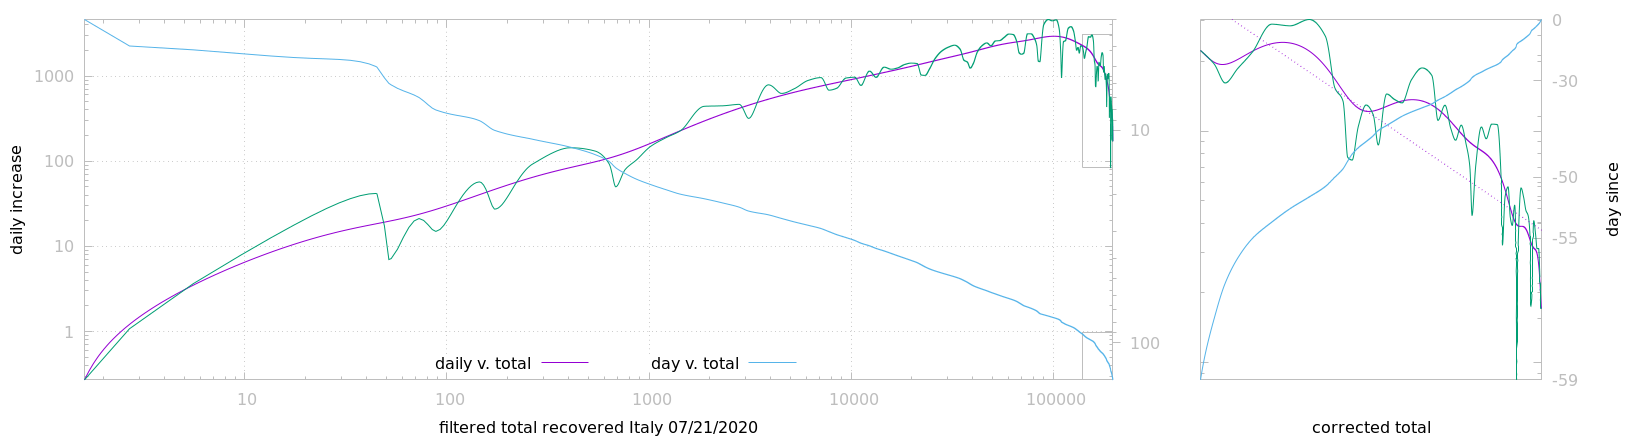 daily increase
1000
100
10
1
10
100
daily v. total
day v. total
10
100
1000
10000
100000
filtered total recovered Italy 07/21/2020
0
-30
-50
-55
-59
day since
corrected total